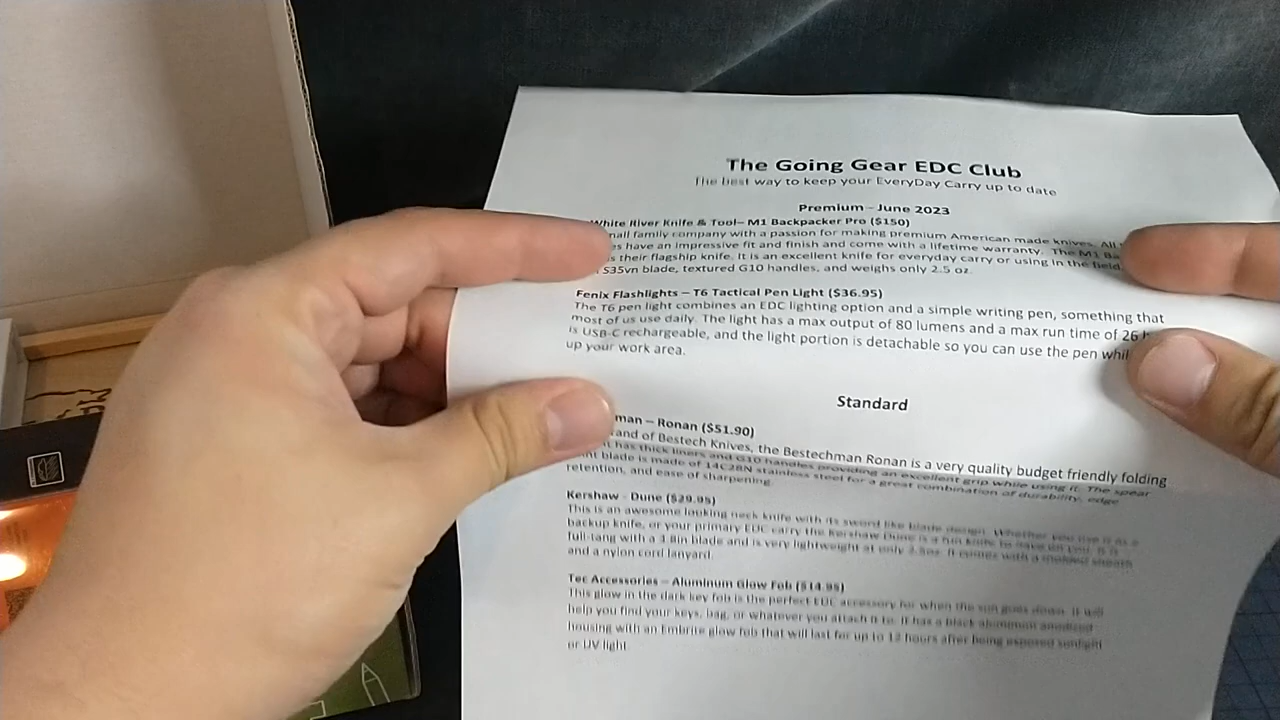 The Going Gear EDC Club
The best way to keep your EveryDay Carry up to date
Premium - June 2023
White River Knife & Tool– M1 Backpacker Pro ($150)
family company with a passion for making premium American made knives. All
have an impressive fit and finish and come with a lifetime warranty. The M1
their flagship knife. It is an excellent knife for everyday carry or using in the field.
S35vn blade, textured G10 handles, and weighs only 2.5 oz.
Fenix Flashlights – T6 Tactical Pen Light ($36.95)
The T6 pen light combines an EDC lighting option and a simple writing pen, something that
most of us use daily. The light has a max output of 80 lumens and a max run time of 26
is USB-C rechargeable, and the light portion is detachable so you can use the pen
up your work area.
Standard
man – Ronan ($51.90)
and of Bestech Knives, the Bestechman Ronan is a very quality budget friendly folding
It has thick liners and G10 handles providing an excellent grip while using it. The spear
blade is made of 14C28N stainless steel for a great combination of durability, edge
retention, and ease of sharpening.
Kershaw - Dune ($29.95)
This is an awesome looking neck knife with its sword like blade design. Whether you use it as a
backup knife, or your primary EDC carry the Kershaw Dune is a fun knife to have on you. It is
full-tang with a 3.8in blade and is very lightweight at only It comes with a molded sheath
and a nylon cord lanyard.
Tec Accessories – Aluminum Glow Fob ($14.95)
This glow in the dark key fob is the perfect EDC accessory for when the sun goes down. It will
help you find your keys, bag, or whatever you attach it to. It has a black aluminum anodized
housing with an Embrite glow fob that will last for up to 12 hours after being exposed sunlight
or UV light.